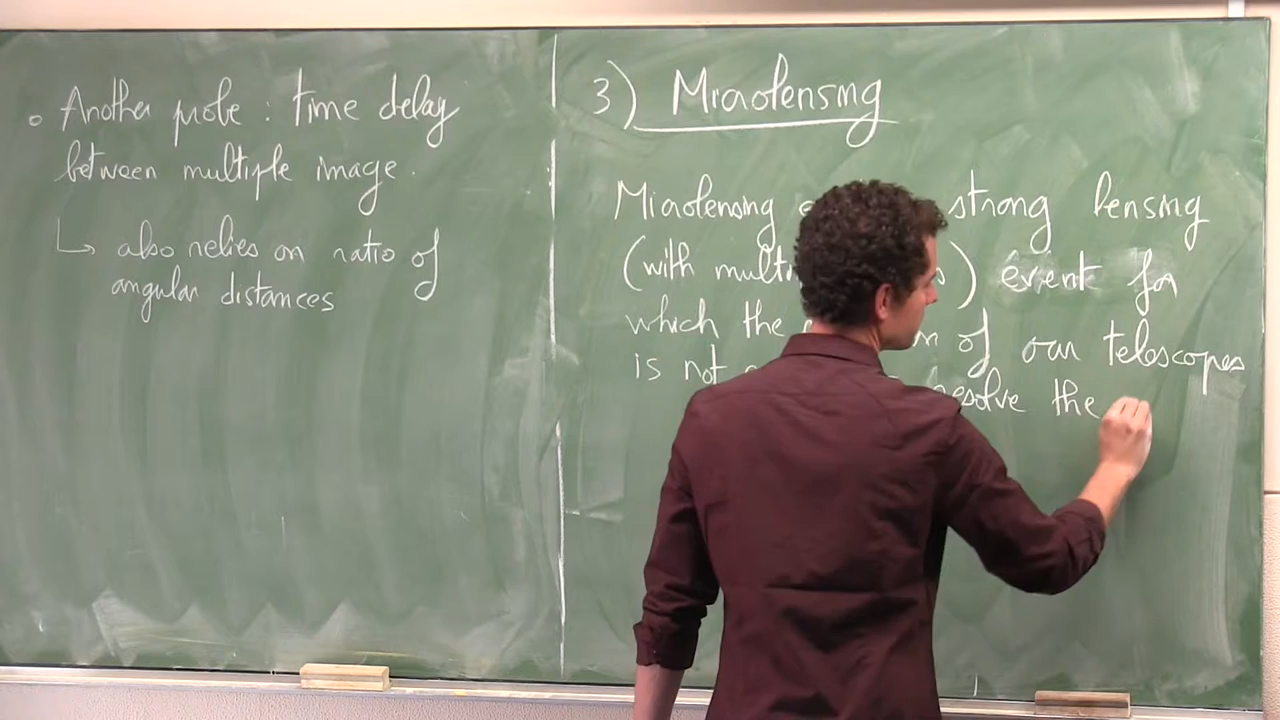 Another probe : time delay
between multiple image.
also relies on ratio of
angular distances
3) Microlensing
Microlensing strong lensing
(with multi ) event for
which the of our telescopes
is not resolve the